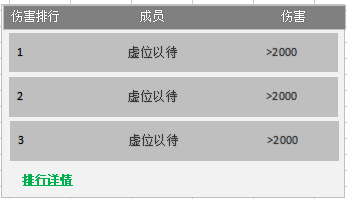 伤害排行 成员 伤害
1 虚位以待 >2000
2 虚位以待 >2000
3 虚位以待 >2000
排行详情